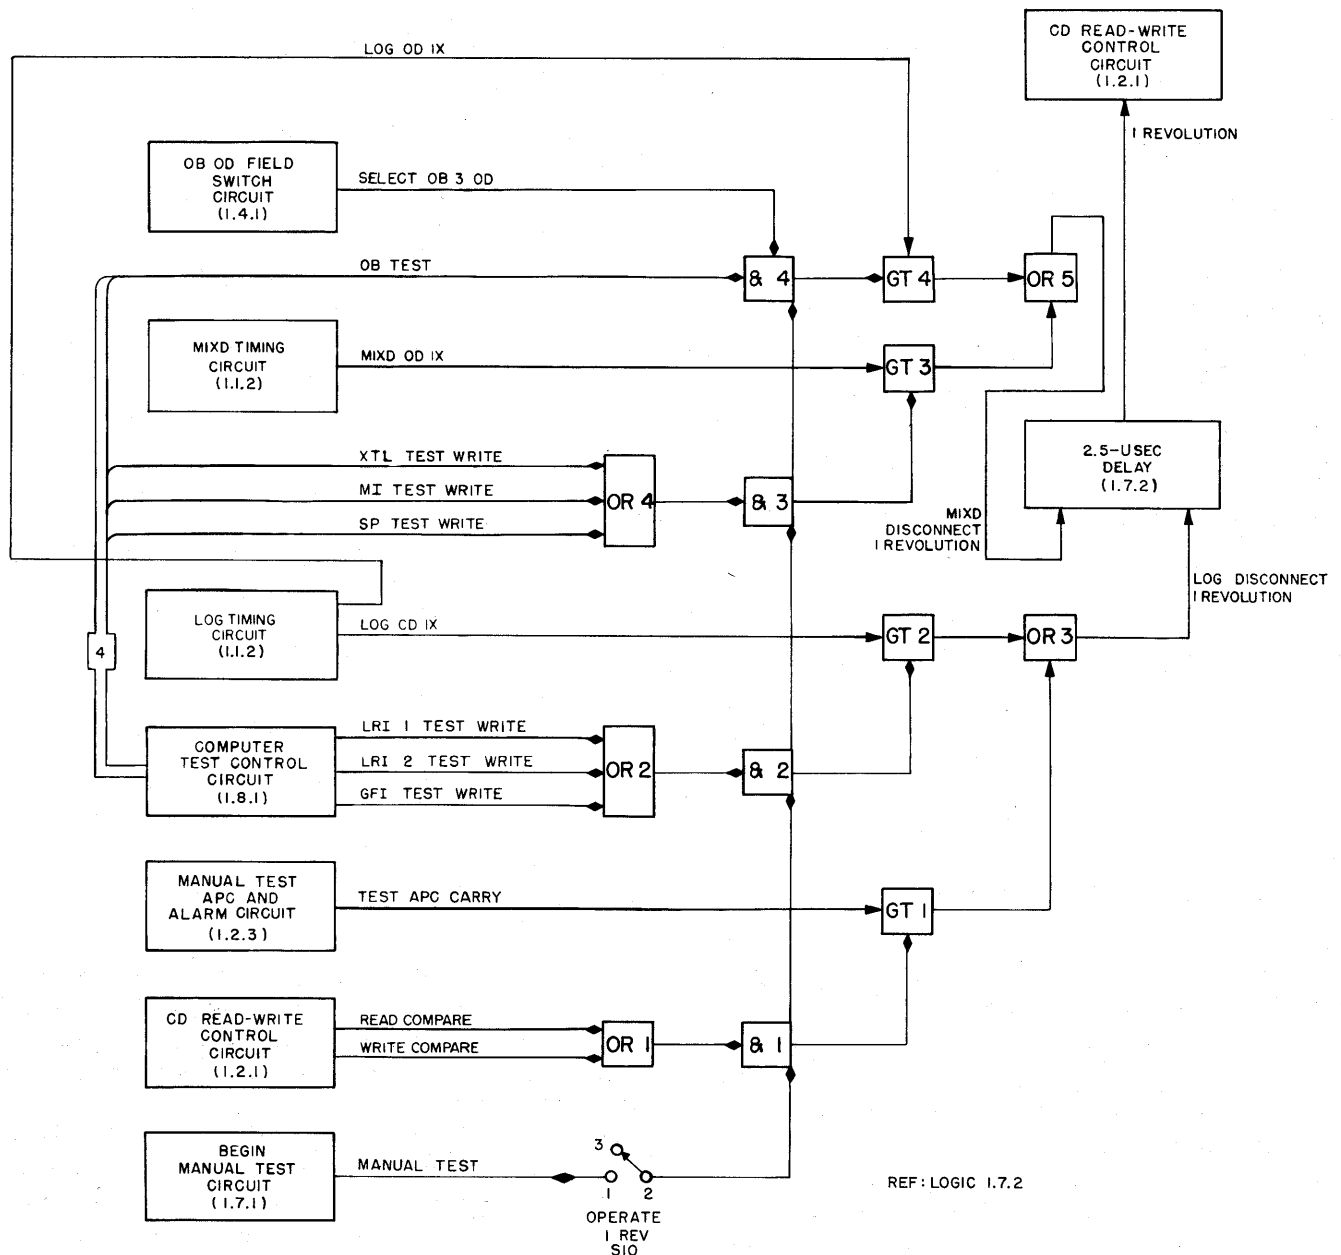 LOG OD IX
CD READ-WRITE
CONTROL
CIRCUIT
(1.2.1)
1 REVOLUTION
OB OD FIELD
SWITCH
CIRCUIT
(1.4.1)
SELECT OB 3 OD
OB TEST
& 4
GT 4
OR 5
MIXD TIMING
CIRCUIT
(1.1.2)
MIXD OD IX
GT 3
XTL TEST WRITE
MI TEST WRITE
SP TEST WRITE
OR 4
& 3
2.5-USEC
DELAY
(1.7.2)
MIXD
DISCONNECT
1 REVOLUTION
LOG DISCONNECT
1 REVOLUTION
LOG TIMING
CIRCUIT
(1.1.2)
LOG CD IX
GT 2
OR 3
4
COMPUTER
TEST CONTROL
CIRCUIT
(1.8.1)
LRI 1 TEST WRITE
LRI 2 TEST WRITE
GFI TEST WRITE
OR 2
& 2
MANUAL TEST
APC AND
ALARM CIRCUIT
(1.2.3)
TEST APC CARRY
GT 1
CD READ-WRITE
CONTROL
CIRCUIT
(1.2.1)
READ COMPARE
WRITE COMPARE
OR 1
& 1
BEGIN
MANUAL TEST
CIRCUIT
(1.7.1)
MANUAL TEST
3
1 2
OPERATE
1 REV
S10
REF: LOGIC 1.7.2